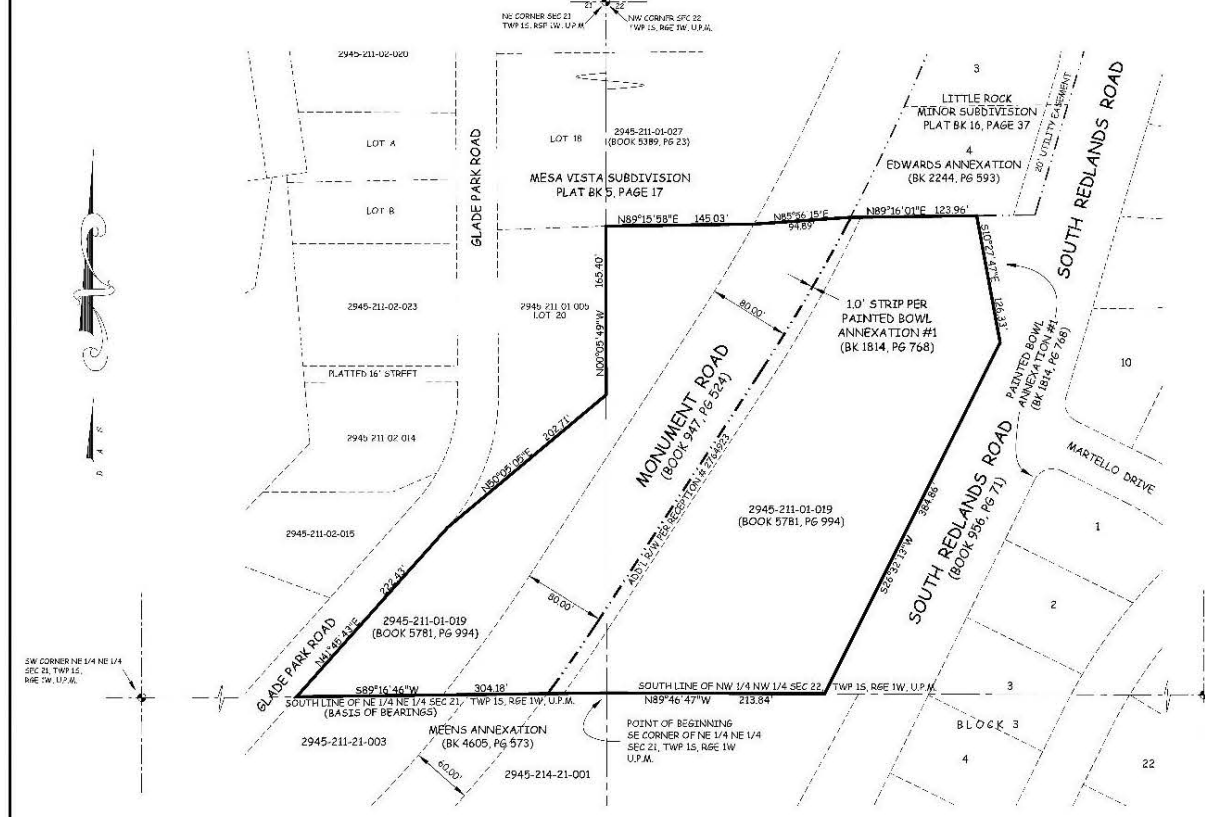 21 22
NE CORNER SEC 21
TWP 1S, RGE 1W, U.P.M.
NW CORNER SEC 22
TWP 1S, RGE 1W, U.P.M.
2945-211-02-020
LOT A
LOT B
2945-211-02-023
PLATTED 16' STREET
2945 211 02 014
2945-211-02-015
GLADE PARK ROAD
LOT 18
2945-211-01-027
(BOOK 5389, PG 23)
MESA VISTA SUBDIVISION
PLAT BK 5, PAGE 17
3
LITTLE ROCK
MINOR SUBDIVISION
PLAT BK 16, PAGE 37
4
EDWARDS ANNEXATION
(BK 2244, PG 593)
20' UTILITY EASEMENT
SOUTH REDLANDS ROAD
N89°15'58"E 145.03'
N85°56'15"E
94.89'
N89°16'01"E 123.96'
S10°27'47"E
126.33'
N00°05'49"W 165.40'
2945 211 01 005
LOT 20
80.00'
1.0' STRIP PER
PAINTED BOWL
ANNEXATION #1
(BK 1814, PG 768)
PAINTED BOWL
ANNEXATION #1
(BK 1814, PG 768)
10
MARTELLO DRIVE
MONUMENT ROAD
(BOOK 947, PG 524)
ADD'L R/W PER RECEPTION # 2764923
N50°05'05"E 202.71'
2945-211-01-019
(BOOK 5781, PG 994)
S26°32'13"W 384.86'
SOUTH REDLANDS ROAD
(BOOK 956, PG 71)
1
2
3
BLOCK 3
4
22
N41°45'43"E 222.43'
GLADE PARK ROAD
2945-211-01-019
(BOOK 5781, PG 994)
80.00'
D A S
SW CORNER NE 1/4 NE 1/4
SEC 21, TWP 1S,
RGE 1W, U.P.M.
S89°16'46"W 304.18'
SOUTH LINE OF NE 1/4 NE 1/4 SEC 21, TWP 1S, RGE 1W, U.P.M.
(BASIS OF BEARINGS)
SOUTH LINE OF NW 1/4 NW 1/4 SEC 22, TWP 1S, RGE 1W, U.P.M.
N89°46'47"W 213.84'
2945-211-21-003
MEENS ANNEXATION
(BK 4605, PG 573)
60.00'
2945-214-21-001
POINT OF BEGINNING
SE CORNER OF NE 1/4 NE 1/4
SEC 21, TWP 1S, RGE 1W
U.P.M.